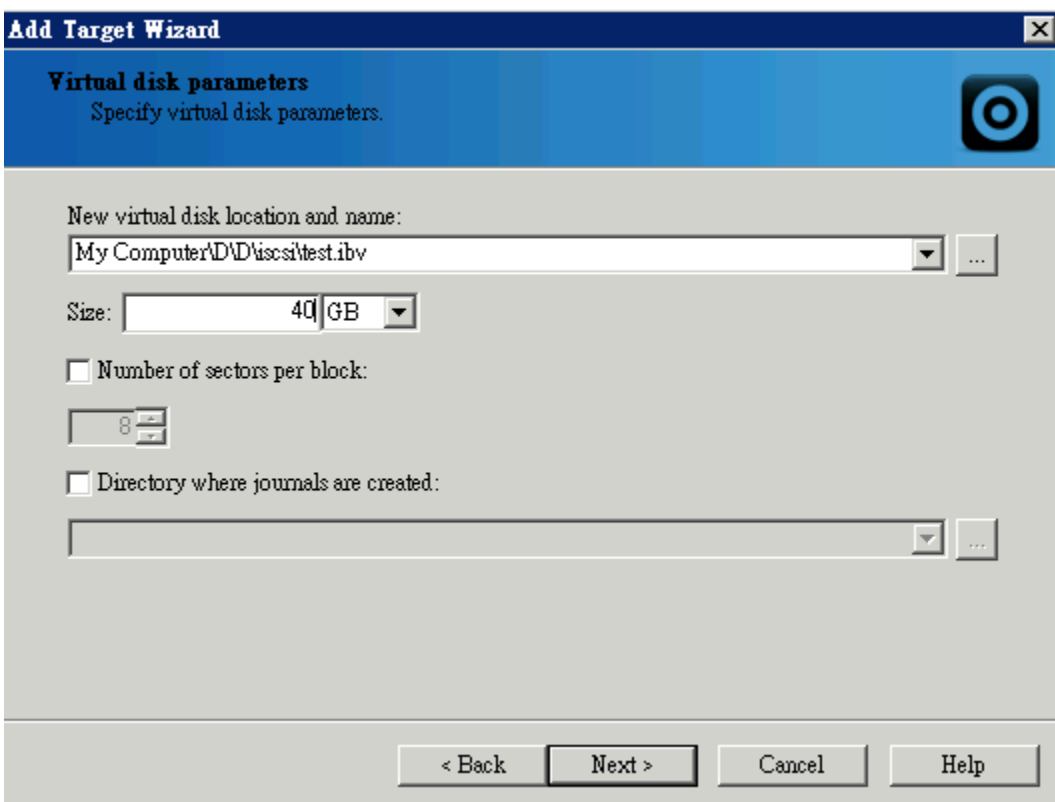 Add Target Wizard
Virtual disk parameters
Specify virtual disk parameters.
New virtual disk location and name:
My Computer\D\D\iscsi\test.ibv
...
Size: 40 GB
Number of sectors per block:
8
Directory where journals are created:
...
< Back Next > Cancel Help